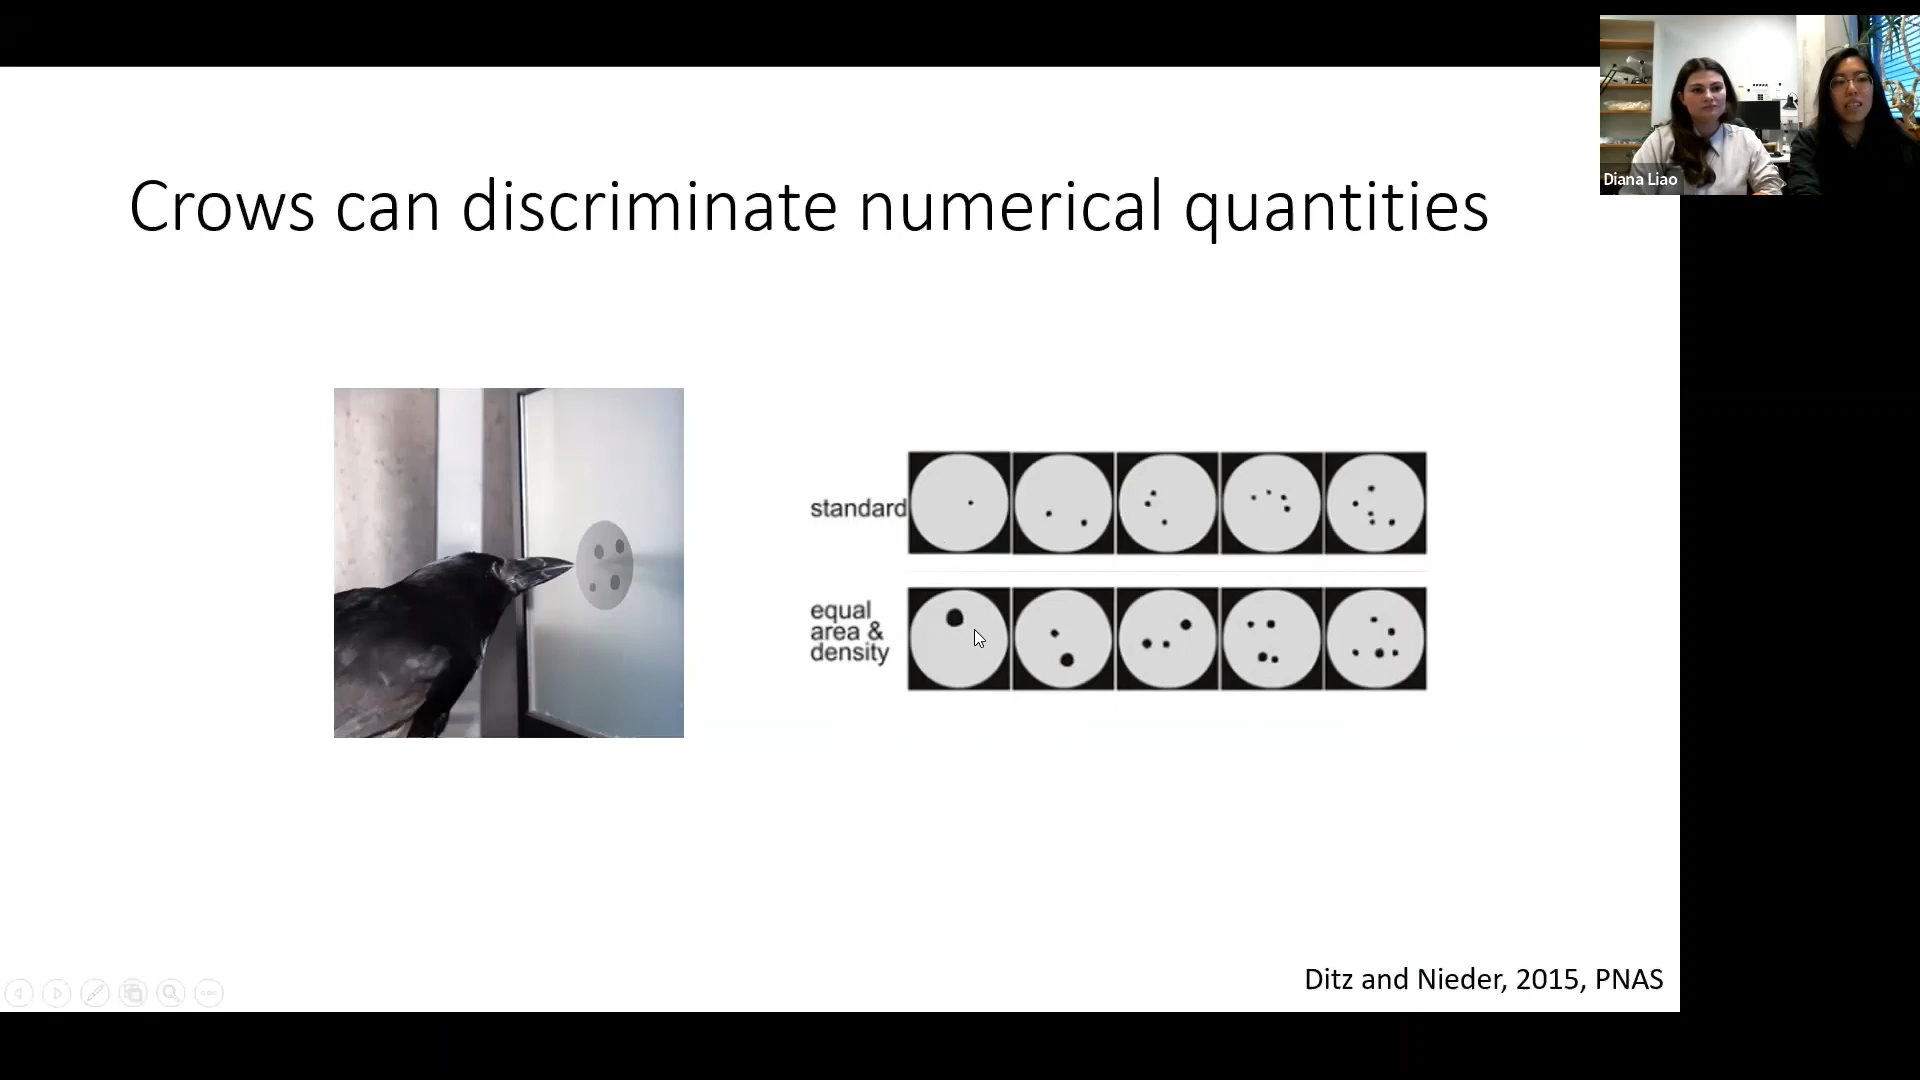 Diana Liao
Crows can discriminate numerical quantities
standard
equal
area &
density
Ditz and Nieder, 2015, PNAS